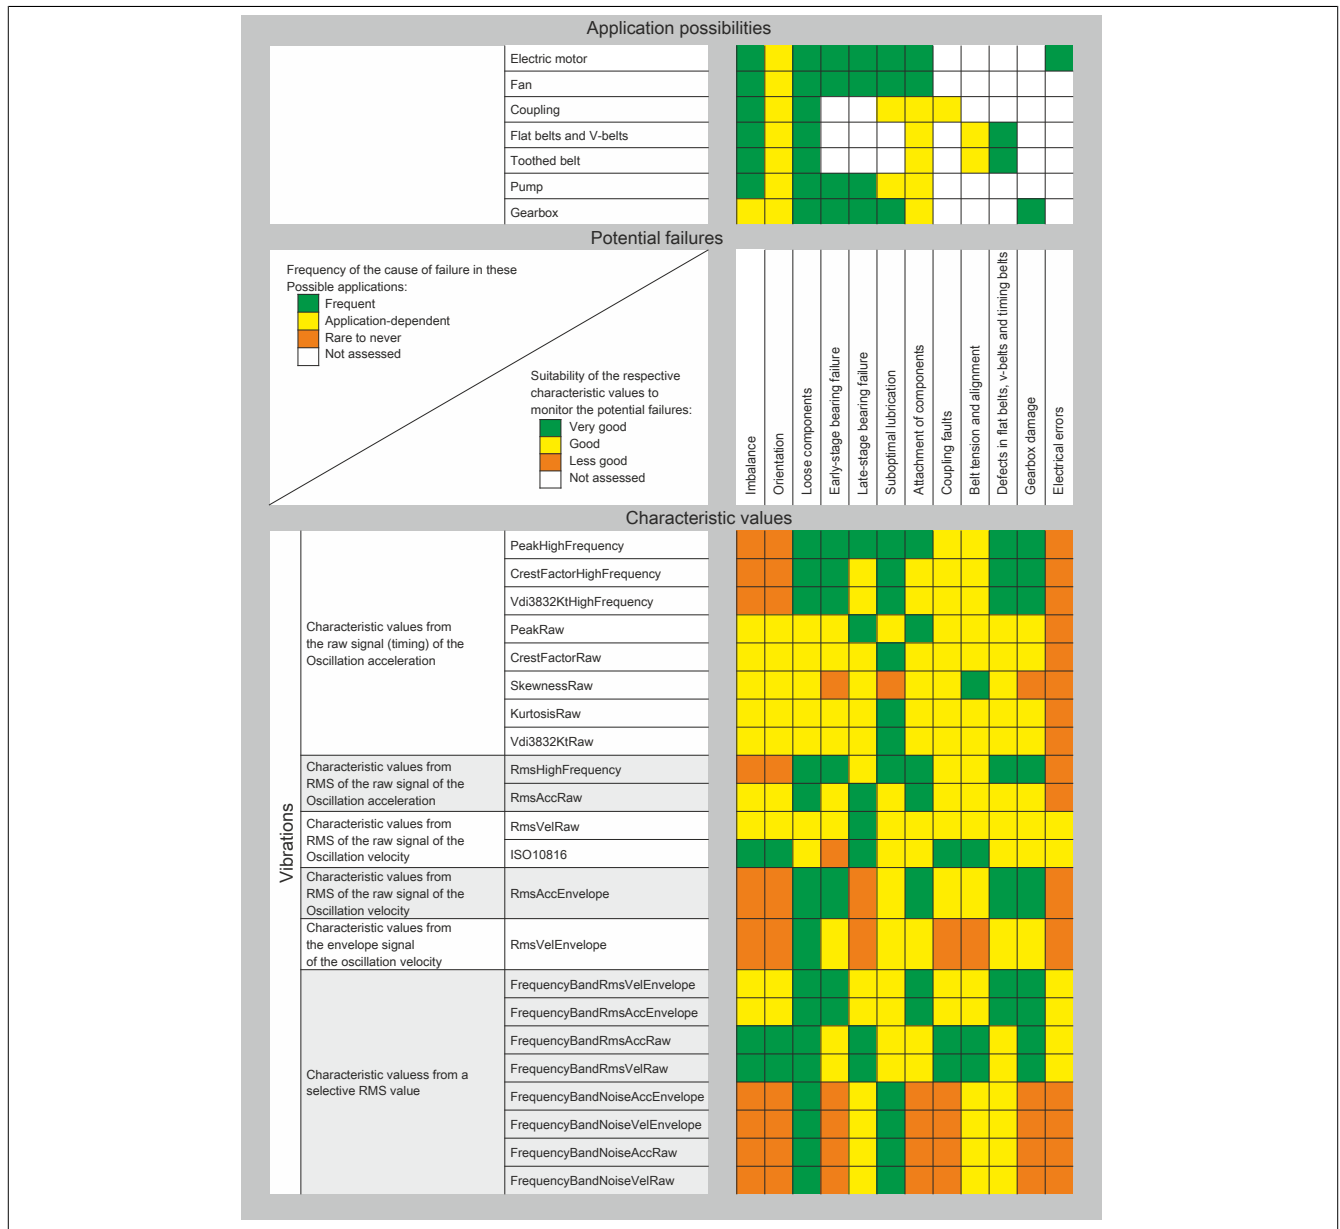 Application possibilities
Electric motor
Fan
Coupling
Flat belts and V-belts
Toothed belt
Pump
Gearbox
Potential failures
Frequency of the cause of failure in these
Possible applications:
Frequent
Application-dependent
Rare to never
Not assessed
Suitability of the respective
characteristic values to
monitor the potential failures:
Very good
Good
Less good
Not assessed
Imbalance
Orientation
Loose components
Early-stage bearing failure
Late-stage bearing failure
Suboptimal lubrication
Attachment of components
Coupling faults
Belt tension and alignment
Defects in flat belts, v-belts and timing belts
Gearbox damage
Electrical errors
Characteristic values
Vibrations
Characteristic values from
the raw signal (timing) of the
Oscillation acceleration
PeakHighFrequency
CrestFactorHighFrequency
Vdi3832KtHighFrequency
PeakRaw
CrestFactorRaw
SkewnessRaw
KurtosisRaw
Vdi3832KtRaw
Characteristic values from
RMS of the raw signal of the
Oscillation acceleration
RmsHighFrequency
RmsAccRaw
Characteristic values from
RMS of the raw signal of the
Oscillation velocity
RmsVelRaw
ISO10816
Characteristic values from
RMS of the raw signal of the
Oscillation velocity
RmsAccEnvelope
Characteristic values from
the envelope signal
of the oscillation velocity
RmsVelEnvelope
Characteristic valuess from a
selective RMS value
FrequencyBandRmsVelEnvelope
FrequencyBandRmsAccEnvelope
FrequencyBandRmsAccRaw
FrequencyBandRmsVelRaw
FrequencyBandNoiseAccEnvelope
FrequencyBandNoiseVelEnvelope
FrequencyBandNoiseAccRaw
FrequencyBandNoiseVelRaw